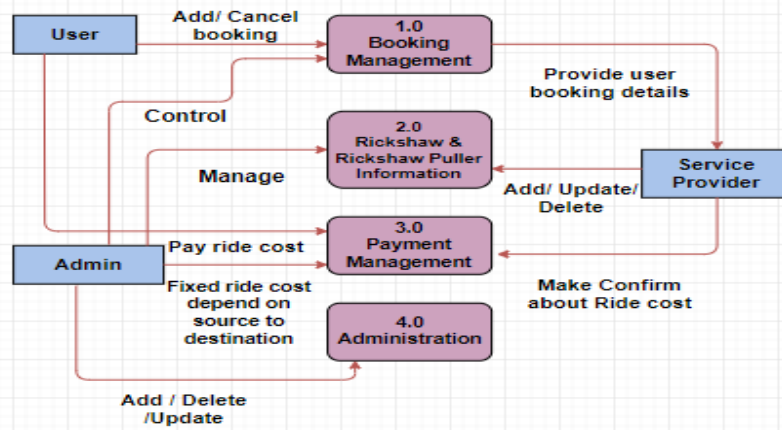 User
Add/ Cancel
booking
1.0
Booking
Management
Provide user
booking details
Control
2.0
Rickshaw &
Rickshaw Puller
Information
Manage
Service
Provider
Add/ Update/
Delete
3.0
Payment
Management
Pay ride cost
Admin
Fixed ride cost
depend on
source to
destination
Make Confirm
about Ride cost
4.0
Administration
Add / Delete
/Update